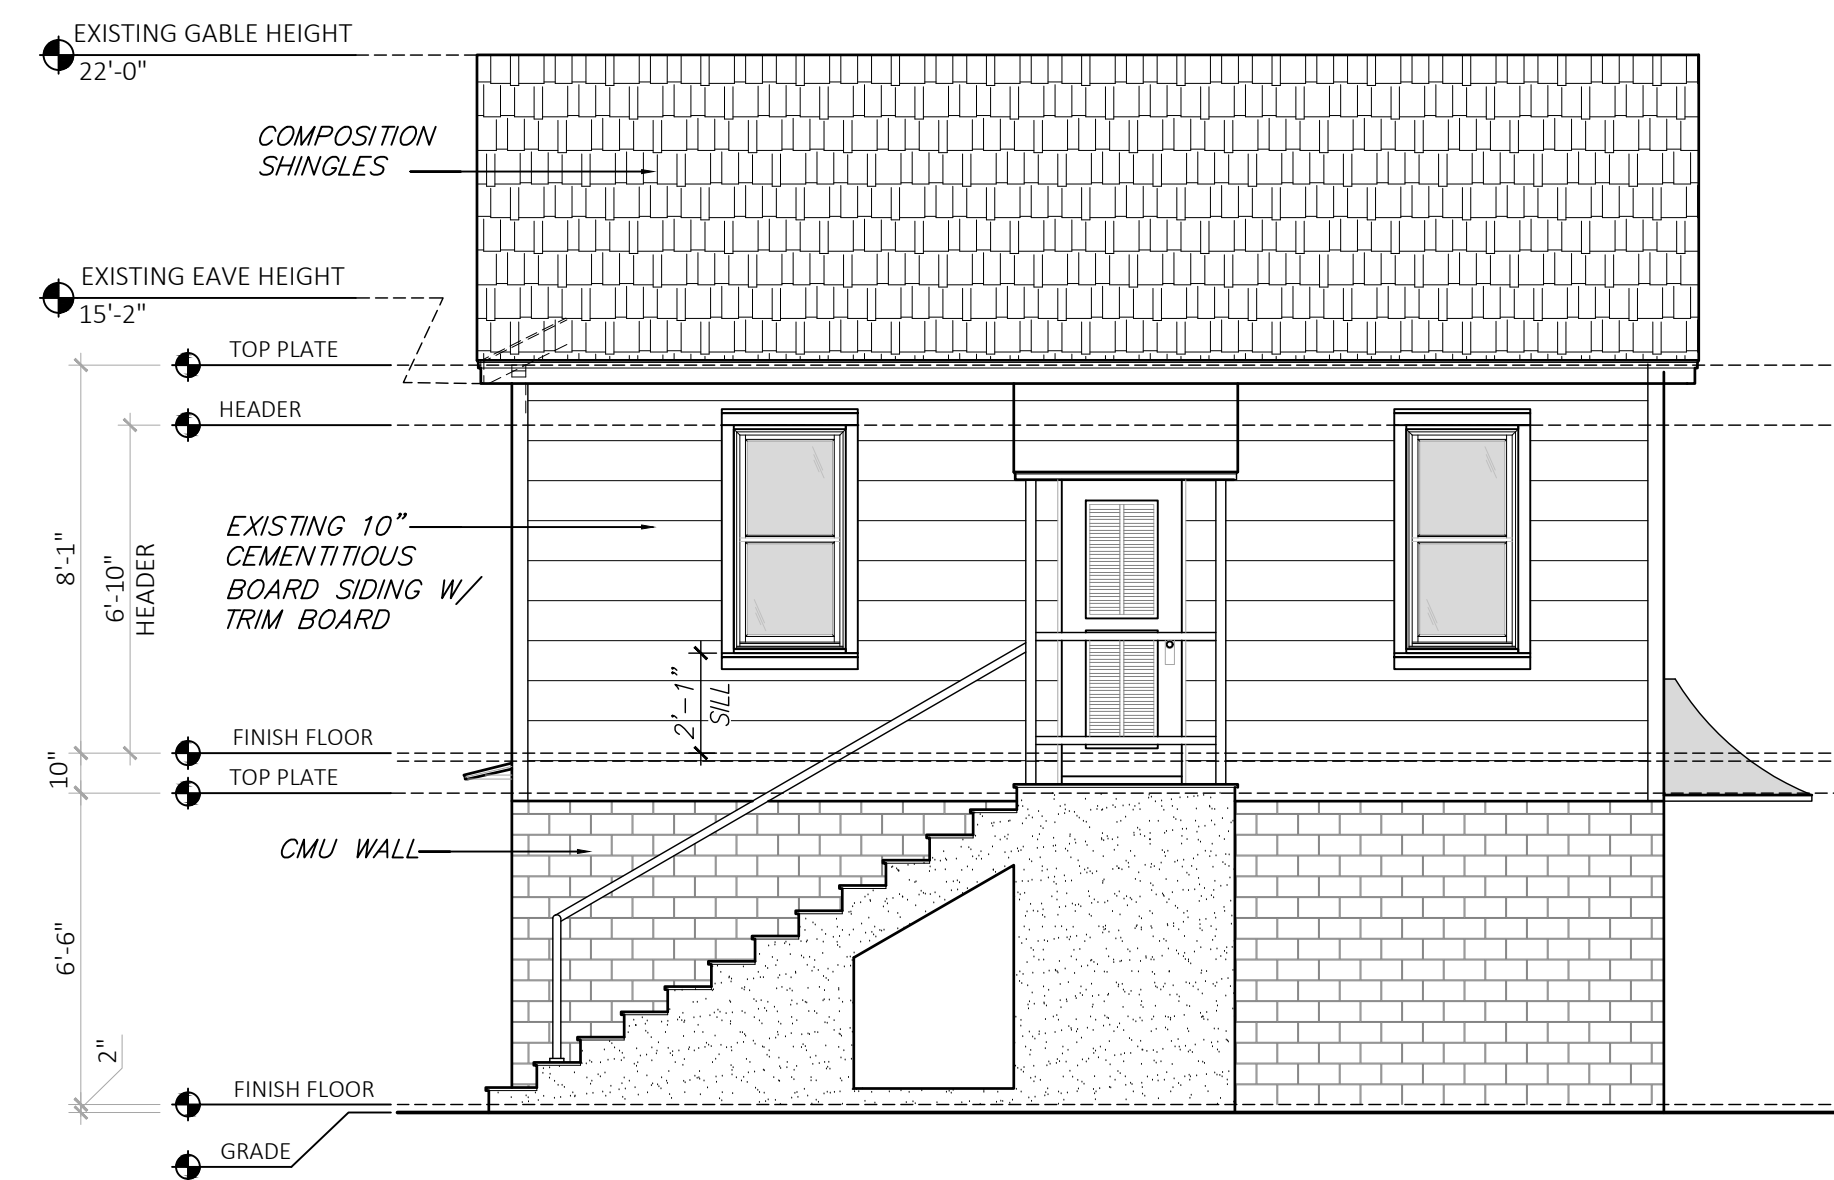 EXISTING GABLE HEIGHT
22'-0"
COMPOSITION
SHINGLES
EXISTING EAVE HEIGHT
15'-2"
TOP PLATE
HEADER
EXISTING 10"
CEMENTITIOUS
BOARD SIDING W/
TRIM BOARD
8'-1"
6'-10"
HEADER
2'-1"
SILL
FINISH FLOOR
10"
TOP PLATE
CMU WALL
6'-6"
2"
FINISH FLOOR
GRADE